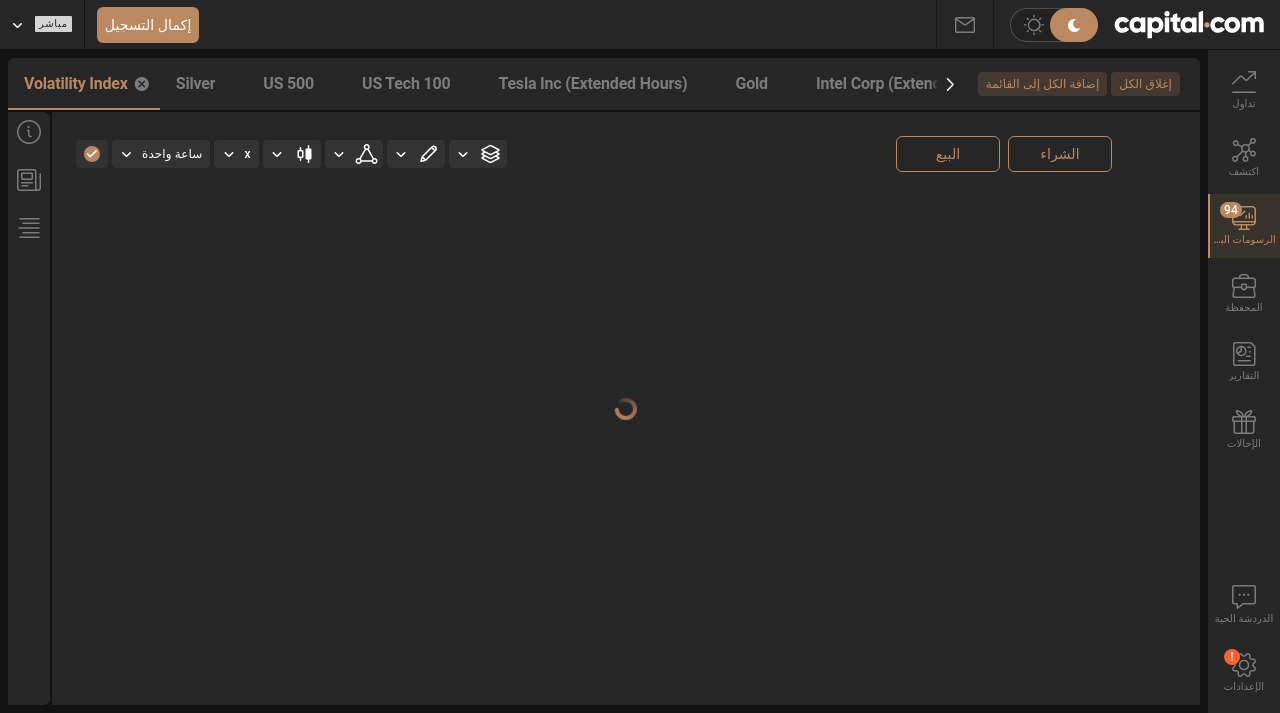 capital.com
إكمال التسجيل
مباشر
إغلاق الكل
إضافة الكل إلى القائمة
Volatility Index
Silver
US 500
US Tech 100
Tesla Inc (Extended Hours)
Gold
Intel Corp (Extenc
ساعة واحدة
x
البيع
الشراء
تداول
اكتشف
94
الرسومات الب...
المحفظة
التقارير
الإحالات
الدردشة الحية
!
الإعدادات